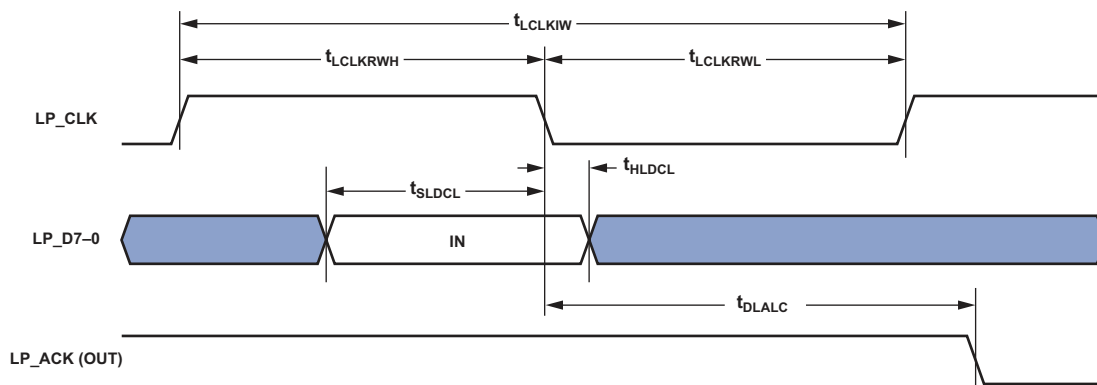 tLCLKIW
tLCLKRWH
tLCLKRWL
LP_CLK
tHLDCL
tSLDCL
LP_D7–0
IN
tDLALC
LP_ACK (OUT)